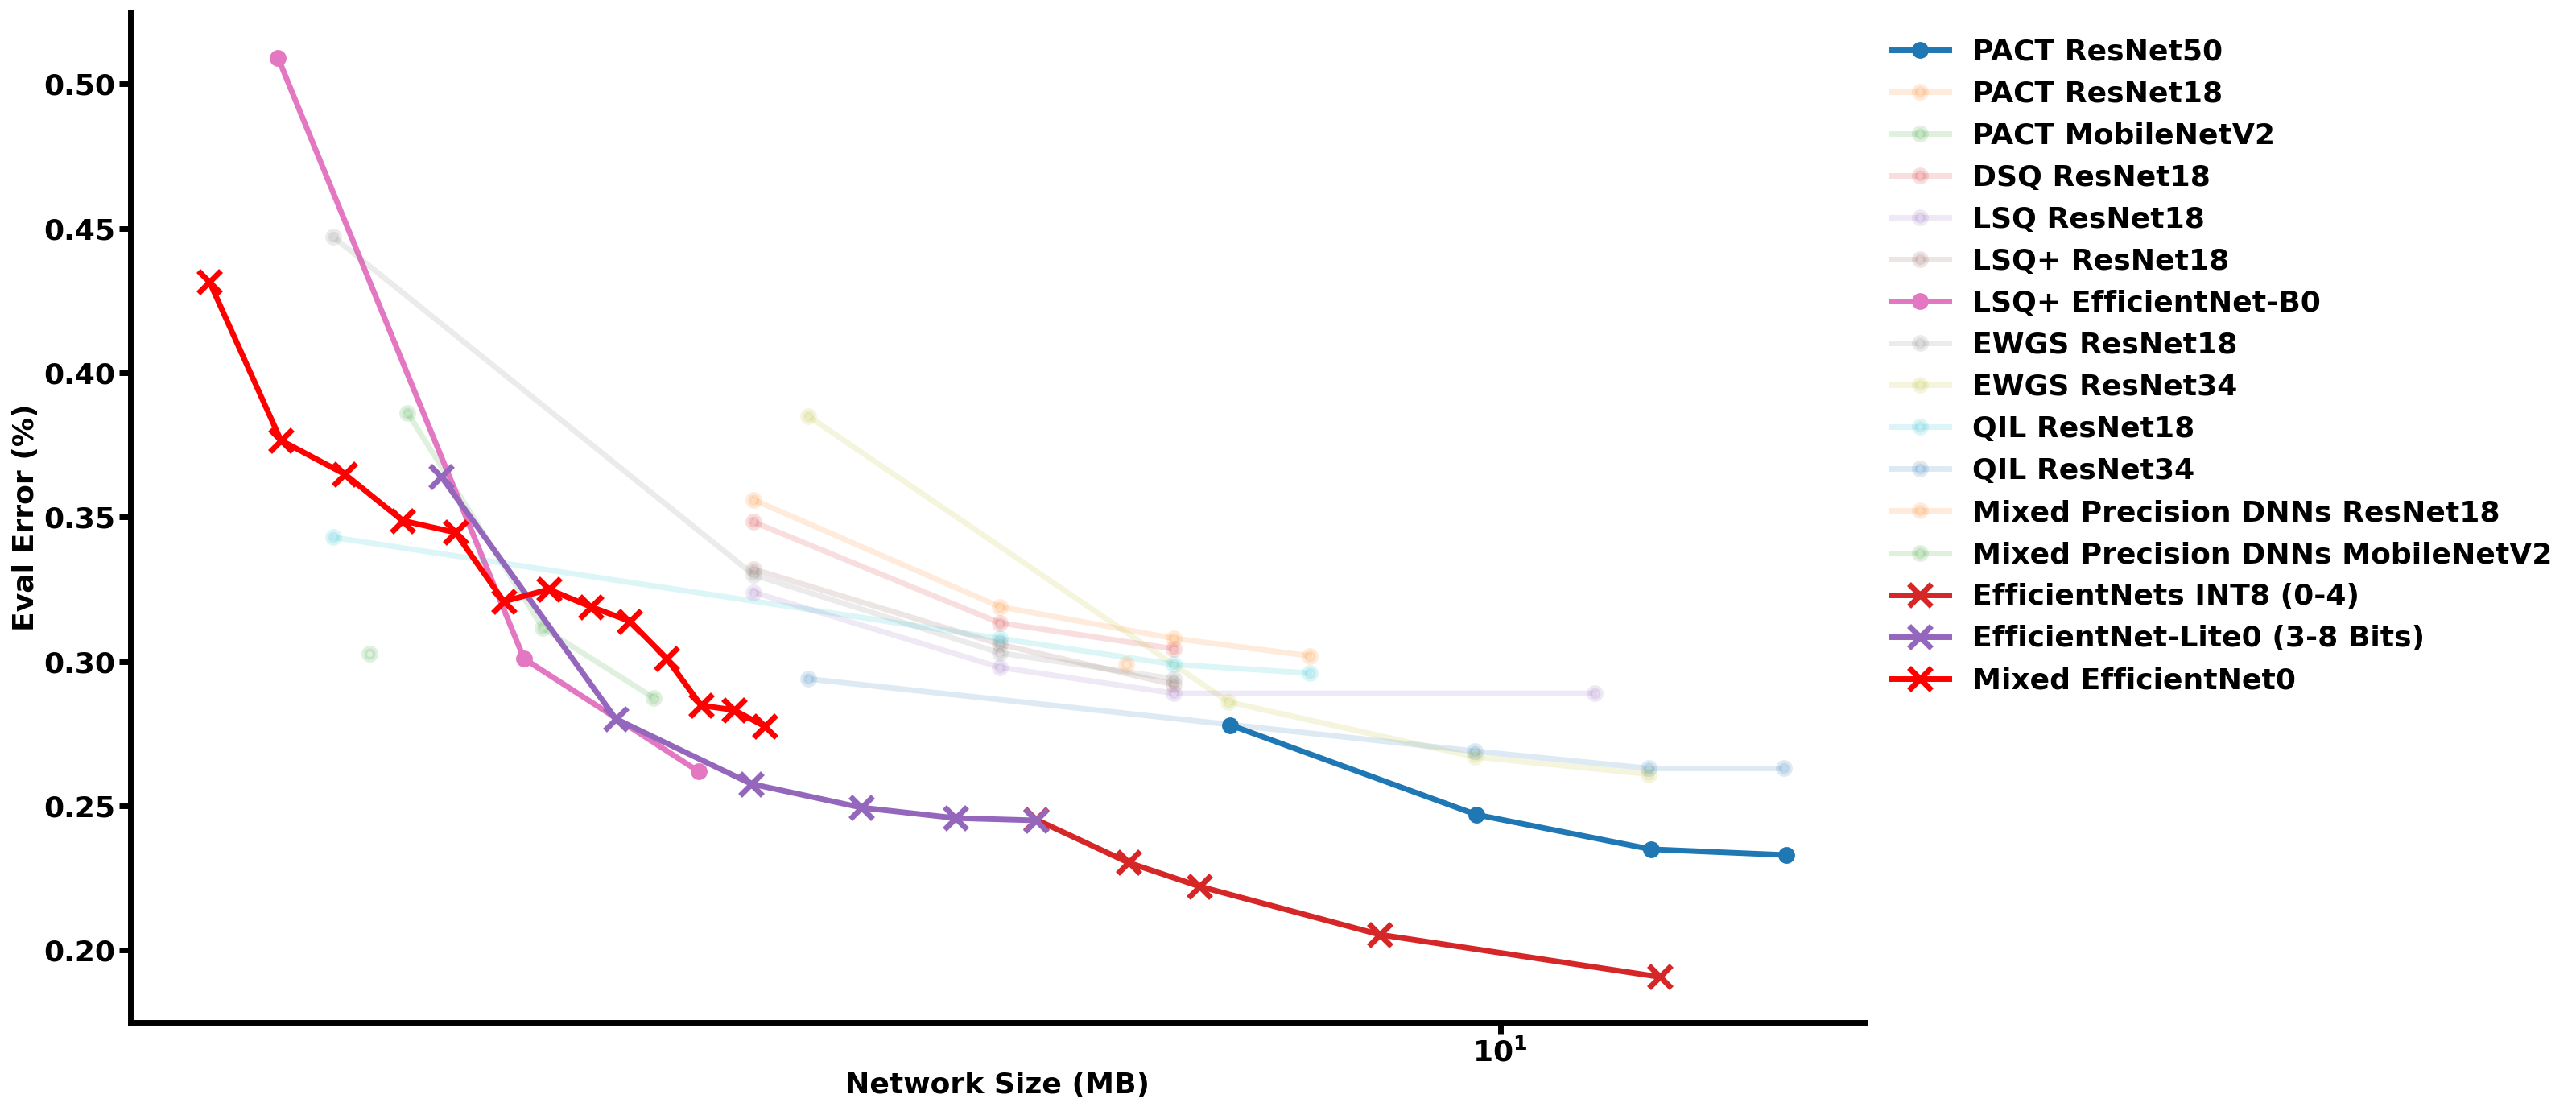 0.50
0.45
0.40
0.35
0.30
0.25
0.20
Eval Error (%)
10¹
Network Size (MB)
PACT ResNet50
PACT ResNet18
PACT MobileNetV2
DSQ ResNet18
LSQ ResNet18
LSQ+ ResNet18
LSQ+ EfficientNet-B0
EWGS ResNet18
EWGS ResNet34
QIL ResNet18
QIL ResNet34
Mixed Precision DNNs ResNet18
Mixed Precision DNNs MobileNetV2
EfficientNets INT8 (0-4)
EfficientNet-Lite0 (3-8 Bits)
Mixed EfficientNet0